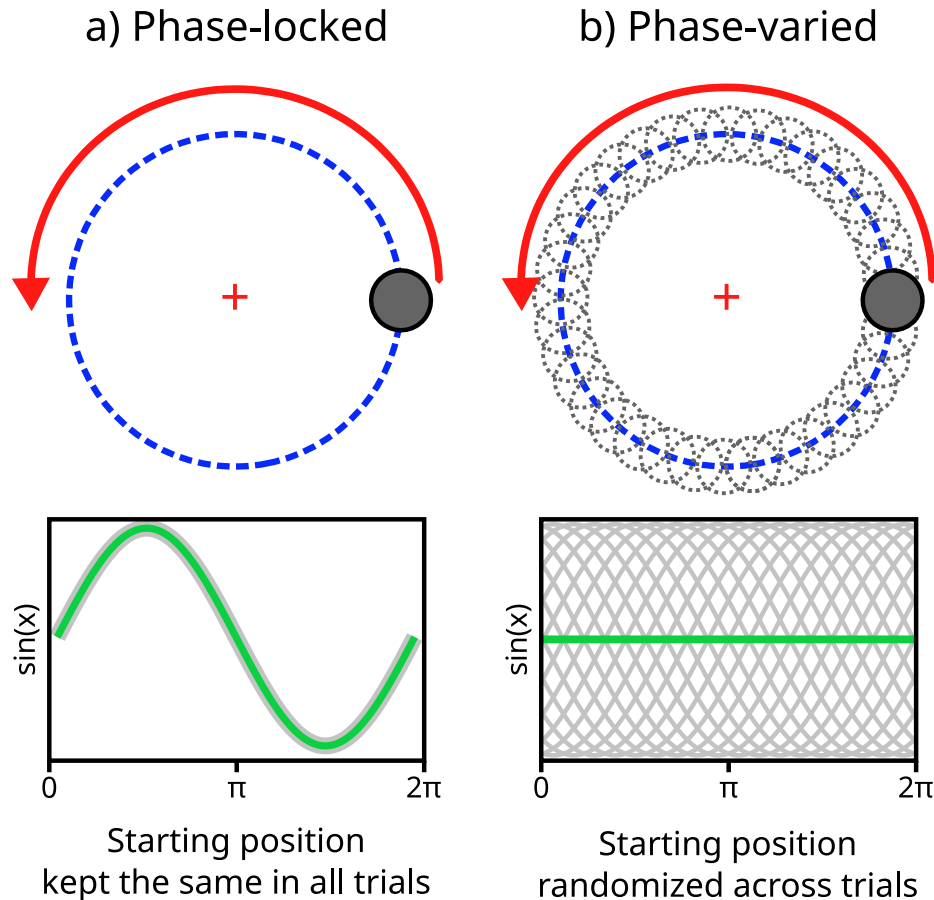 a) Phase-locked
b) Phase-varied
sin(x)
0
π
2π
sin(x)
0
π
2π
Starting position
kept the same in all trials
Starting position
randomized across trials